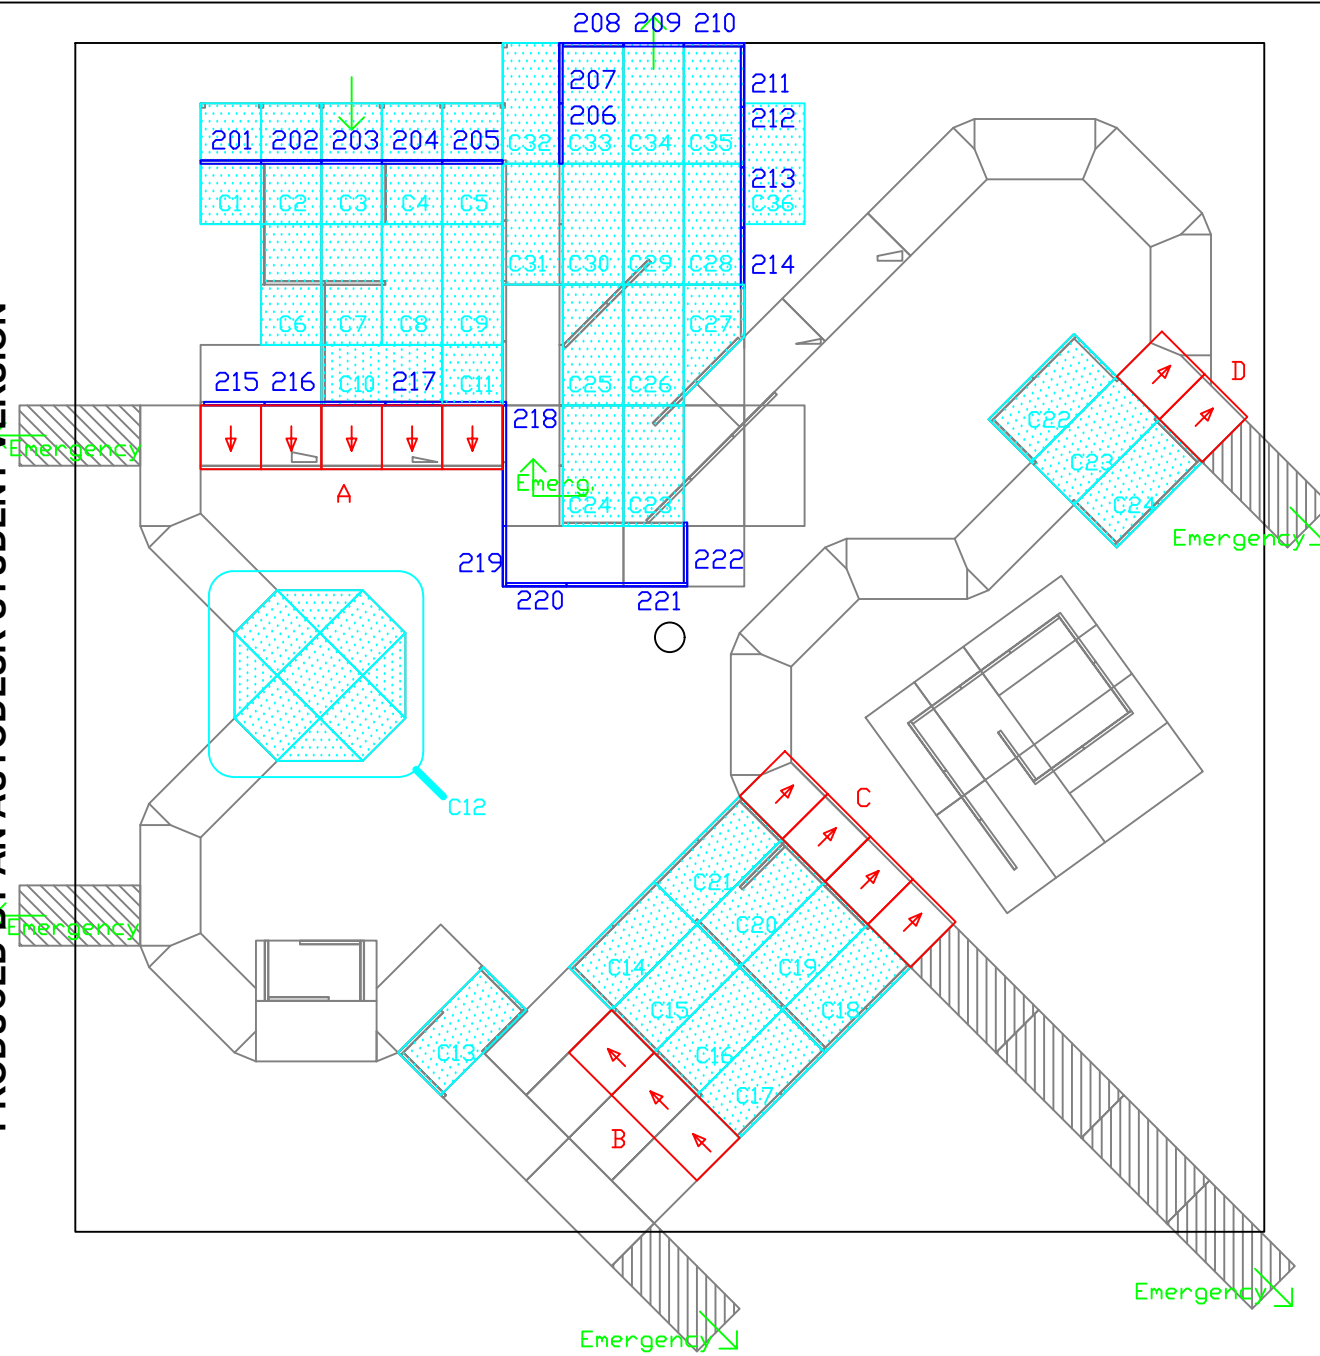 208 209 210
207
211
206
212
201 202 203 204 205
C32 C33 C34 C35
213
C1 C2 C3 C4 C5
C36
C31 C30 C29 C28
214
C6 C7 C8 C9
C27
215 216 C10 217 C11
C25 C26
D
218
C22
Emergency
C23
Emerg.
A
C24 C23
C24
Emergency
219
222
220 221
C12
C
C21
C20
Emergency
C14
C19
C15
C18
C13
C16
C17
B
Emergency
Emergency
PRODUCED BY AN AUTODESK STUDENT VERSION